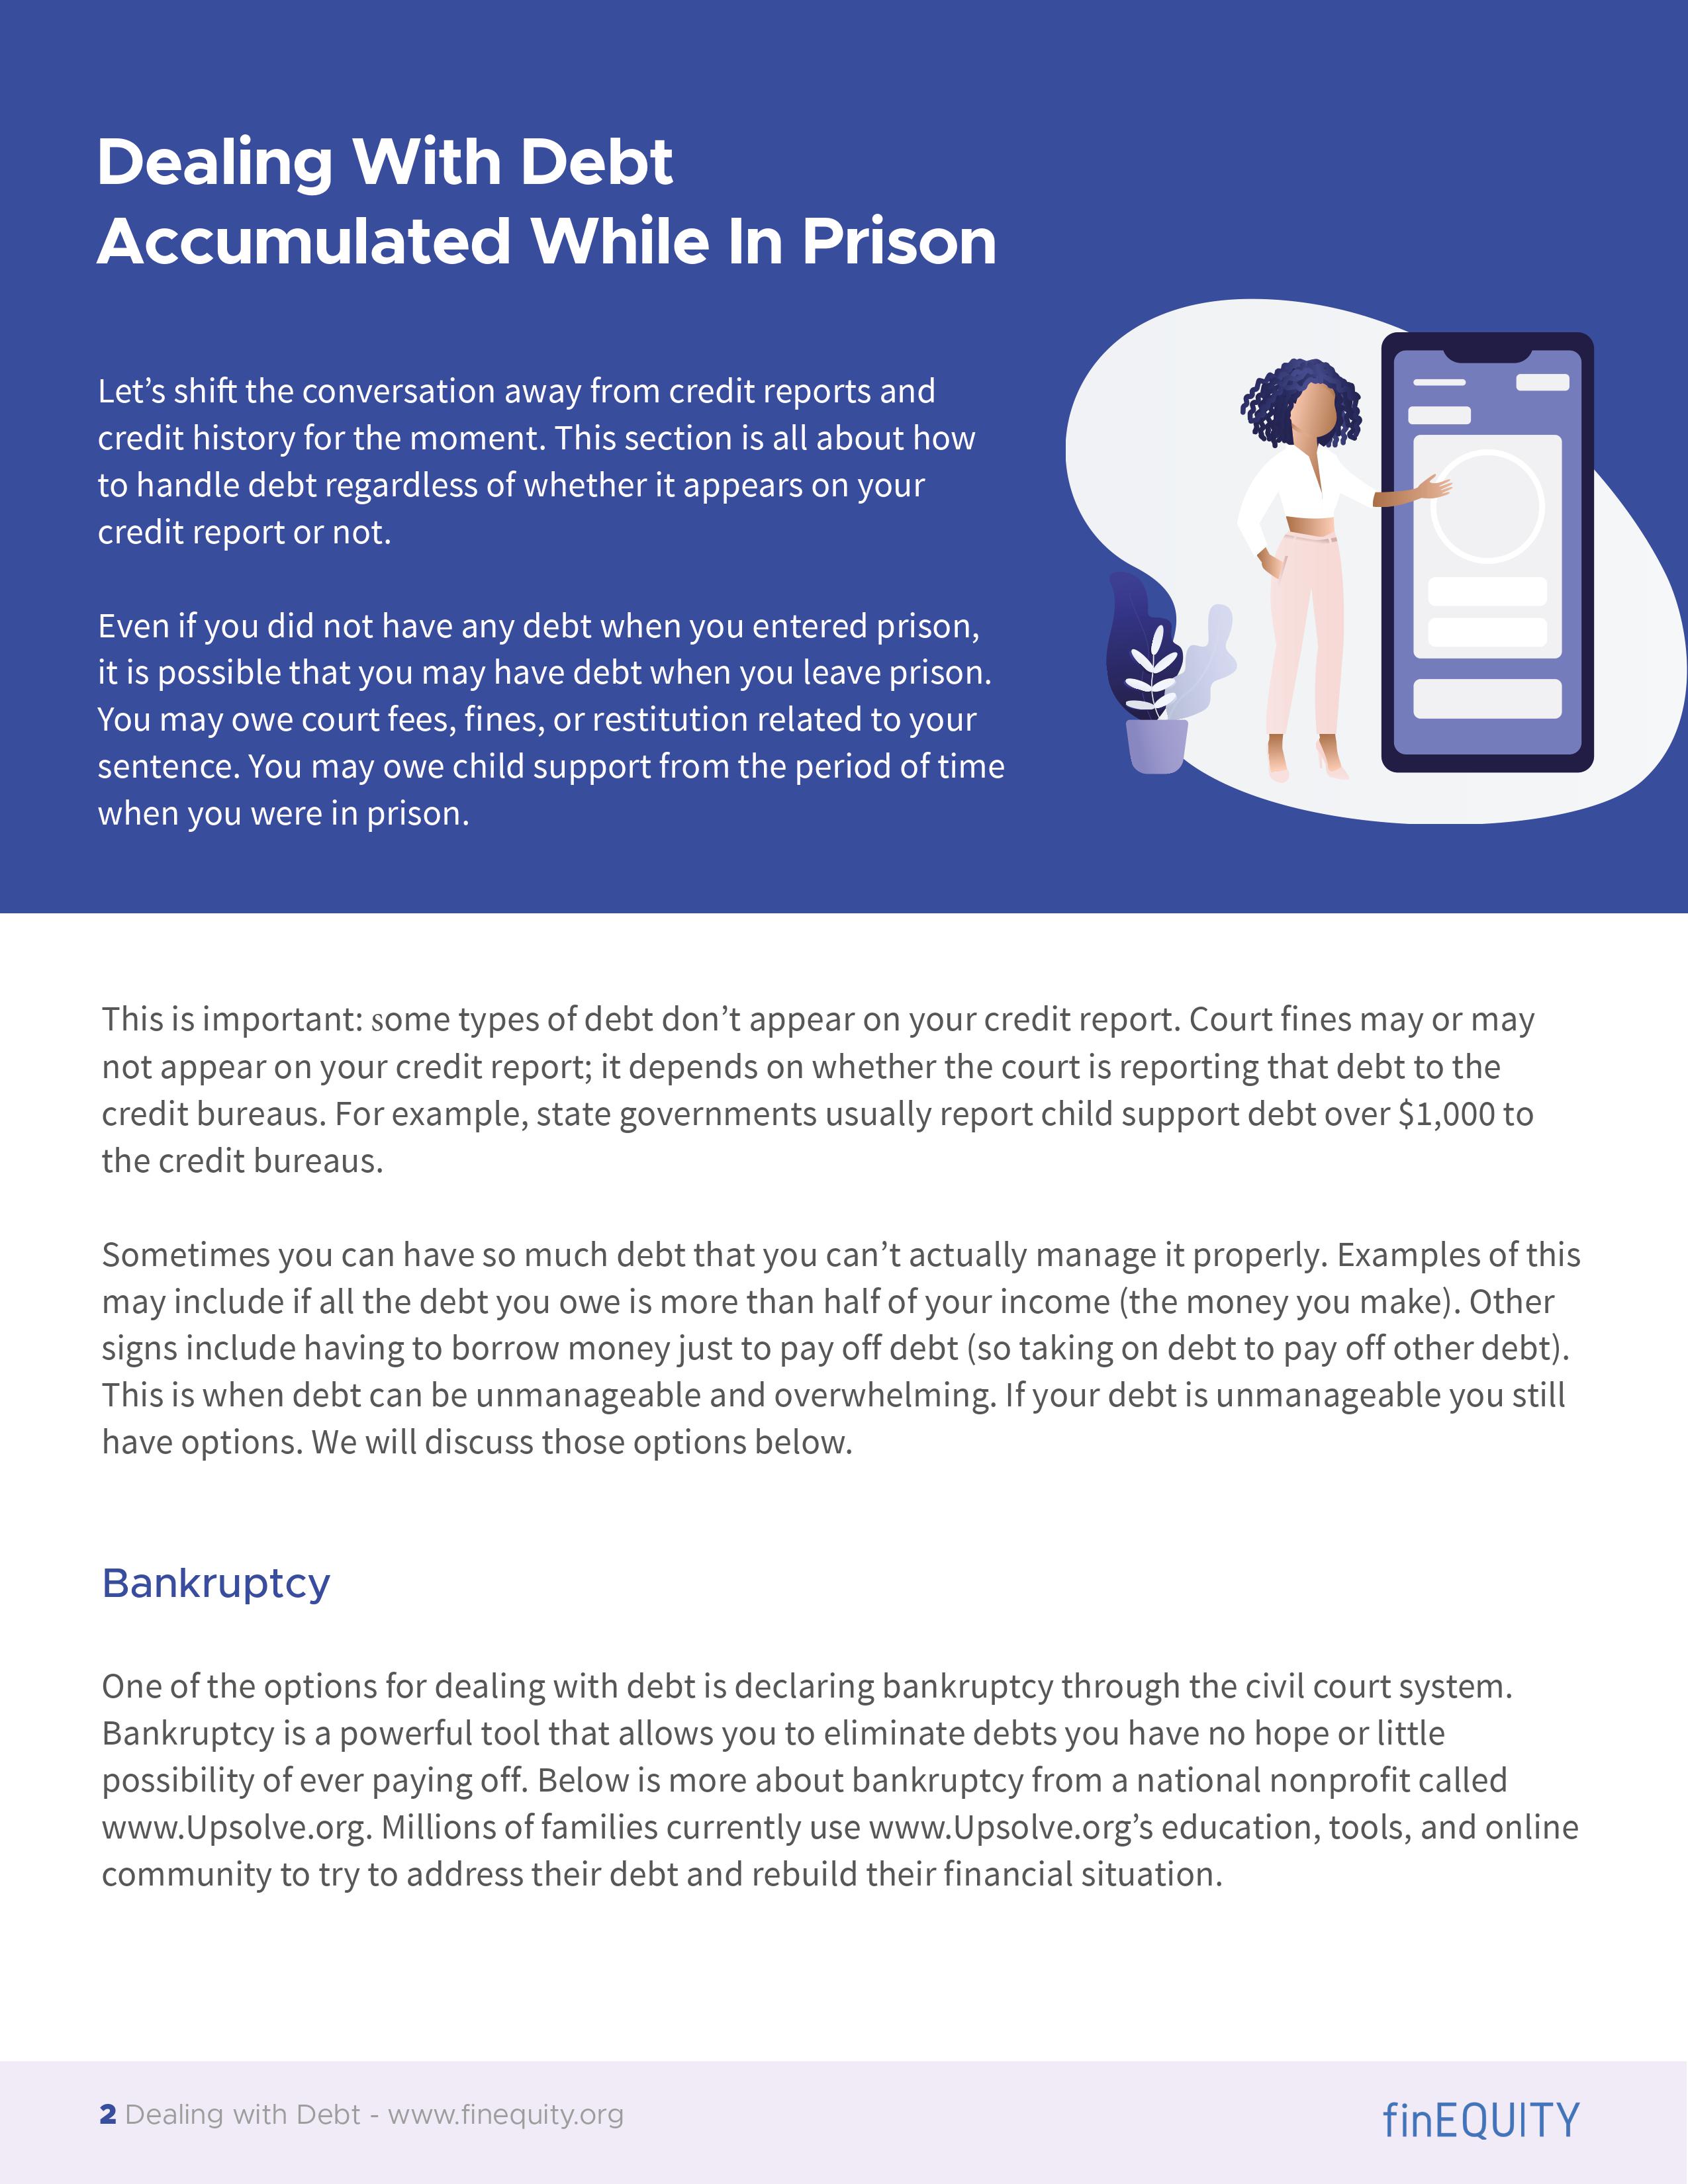 Dealing With Debt
Accumulated While In Prison
Let’s shift the conversation away from credit reports and
credit history for the moment. This section is all about how
to handle debt regardless of whether it appears on your
credit report or not.
Even if you did not have any debt when you entered prison,
it is possible that you may have debt when you leave prison.
You may owe court fees, fines, or restitution related to your
sentence. You may owe child support from the period of time
when you were in prison.
This is important: some types of debt don’t appear on your credit report. Court fines may or may
not appear on your credit report; it depends on whether the court is reporting that debt to the
credit bureaus. For example, state governments usually report child support debt over $1,000 to
the credit bureaus.
Sometimes you can have so much debt that you can’t actually manage it properly. Examples of this
may include if all the debt you owe is more than half of your income (the money you make). Other
signs include having to borrow money just to pay off debt (so taking on debt to pay off other debt).
This is when debt can be unmanageable and overwhelming. If your debt is unmanageable you still
have options. We will discuss those options below.
Bankruptcy
One of the options for dealing with debt is declaring bankruptcy through the civil court system.
Bankruptcy is a powerful tool that allows you to eliminate debts you have no hope or little
possibility of ever paying off. Below is more about bankruptcy from a national nonprofit called
www.Upsolve.org. Millions of families currently use www.Upsolve.org’s education, tools, and online
community to try to address their debt and rebuild their financial situation.
2 Dealing with Debt - www.finequity.org
finEQUITY